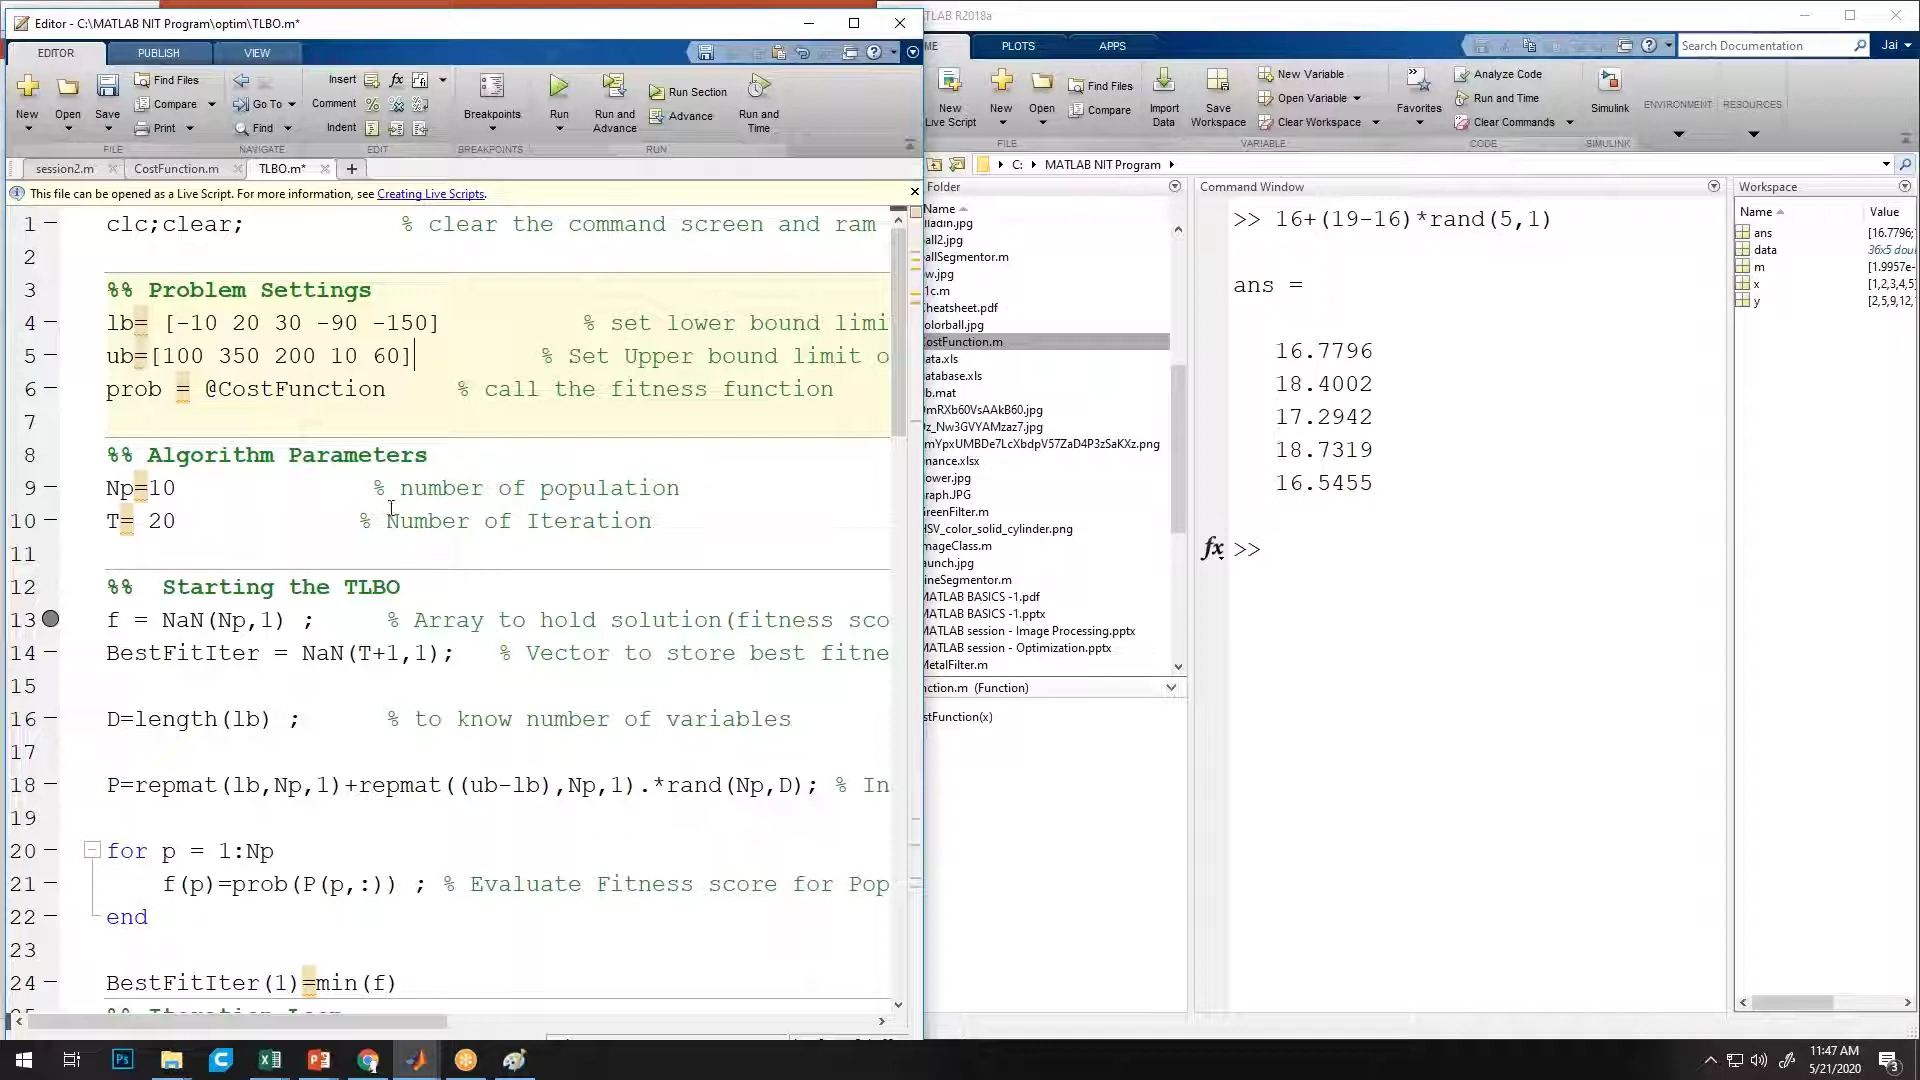 Editor - C:\MATLAB NIT Program\optim\TLBO.m*
TLAB R2018a
EDITOR PUBLISH VIEW
ME PLOTS APPS
Search Documentation Jai
Find Files Insert fx
Compare Go To Comment
Print Find Indent
New Open Save
Breakpoints Run Run and Advance Run Section Advance Run and Time
FILE NAVIGATE EDIT BREAKPOINTS RUN
New Live Script New Open Find Files Compare Import Data Save Workspace
New Variable
Open Variable
Clear Workspace
Favorites
Analyze Code
Run and Time
Clear Commands
Simulink
ENVIRONMENT RESOURCES
FILE VARIABLE CODE SIMULINK
session2.m CostFunction.m TLBO.m*
C: MATLAB NIT Program
This file can be opened as a Live Script. For more information, see Creating Live Scripts.
1 clc;clear; % clear the command screen and ram
2
3 %% Problem Settings
4 lb= [-10 20 30 -90 -150] % set lower bound limi
5 ub=[100 350 200 10 60] % Set Upper bound limit o
6 prob = @CostFunction % call the fitness function
7
8 %% Algorithm Parameters
9 Np=10 % number of population
10 T= 20 % Number of Iteration
11
12 %% Starting the TLBO
13 f = NaN(Np,1) ; % Array to hold solution(fitness sco
14 BestFitIter = NaN(T+1,1); % Vector to store best fitne
15
16 D=length(lb) ; % to know number of variables
17
18 P=repmat(lb,Np,1)+repmat((ub-lb),Np,1).*rand(Np,D); % In
19
20 for p = 1:Np
21 f(p)=prob(P(p,:)) ; % Evaluate Fitness score for Pop
22 end
23
24 BestFitIter(1)=min(f)
Folder
Name
lladin.jpg
all2.jpg
allSegmentor.m
ow.jpg
1c.m
Cheatsheet.pdf
olorball.jpg
CostFunction.m
ata.xls
atabase.xls
b.mat
OmRXb60VsAAkB60.jpg
Oz_Nw3GVYAMzaz7.jpg
mYpxUMBDe7LcXbdpV57ZaD4P3zSaKXz.png
inance.xlsx
lower.jpg
raph.JPG
GreenFilter.m
HSV_color_solid_cylinder.png
mageClass.m
aunch.jpg
ineSegmentor.m
MATLAB BASICS -1.pdf
MATLAB BASICS -1.pptx
MATLAB session - Image Processing.pptx
MATLAB session - Optimization.pptx
MetalFilter.m
nction.m (Function)
stFunction(x)
Command Window
>> 16+(19-16)*rand(5,1)
ans =
16.7796
18.4002
17.2942
18.7319
16.5455
fx >>
Workspace
Name Value
ans [16.7796;
data 36x5 dou
m [1.9957e-
x [1,2,3,4,5
y [2,5,9,12,
11:47 AM
5/21/2020
3